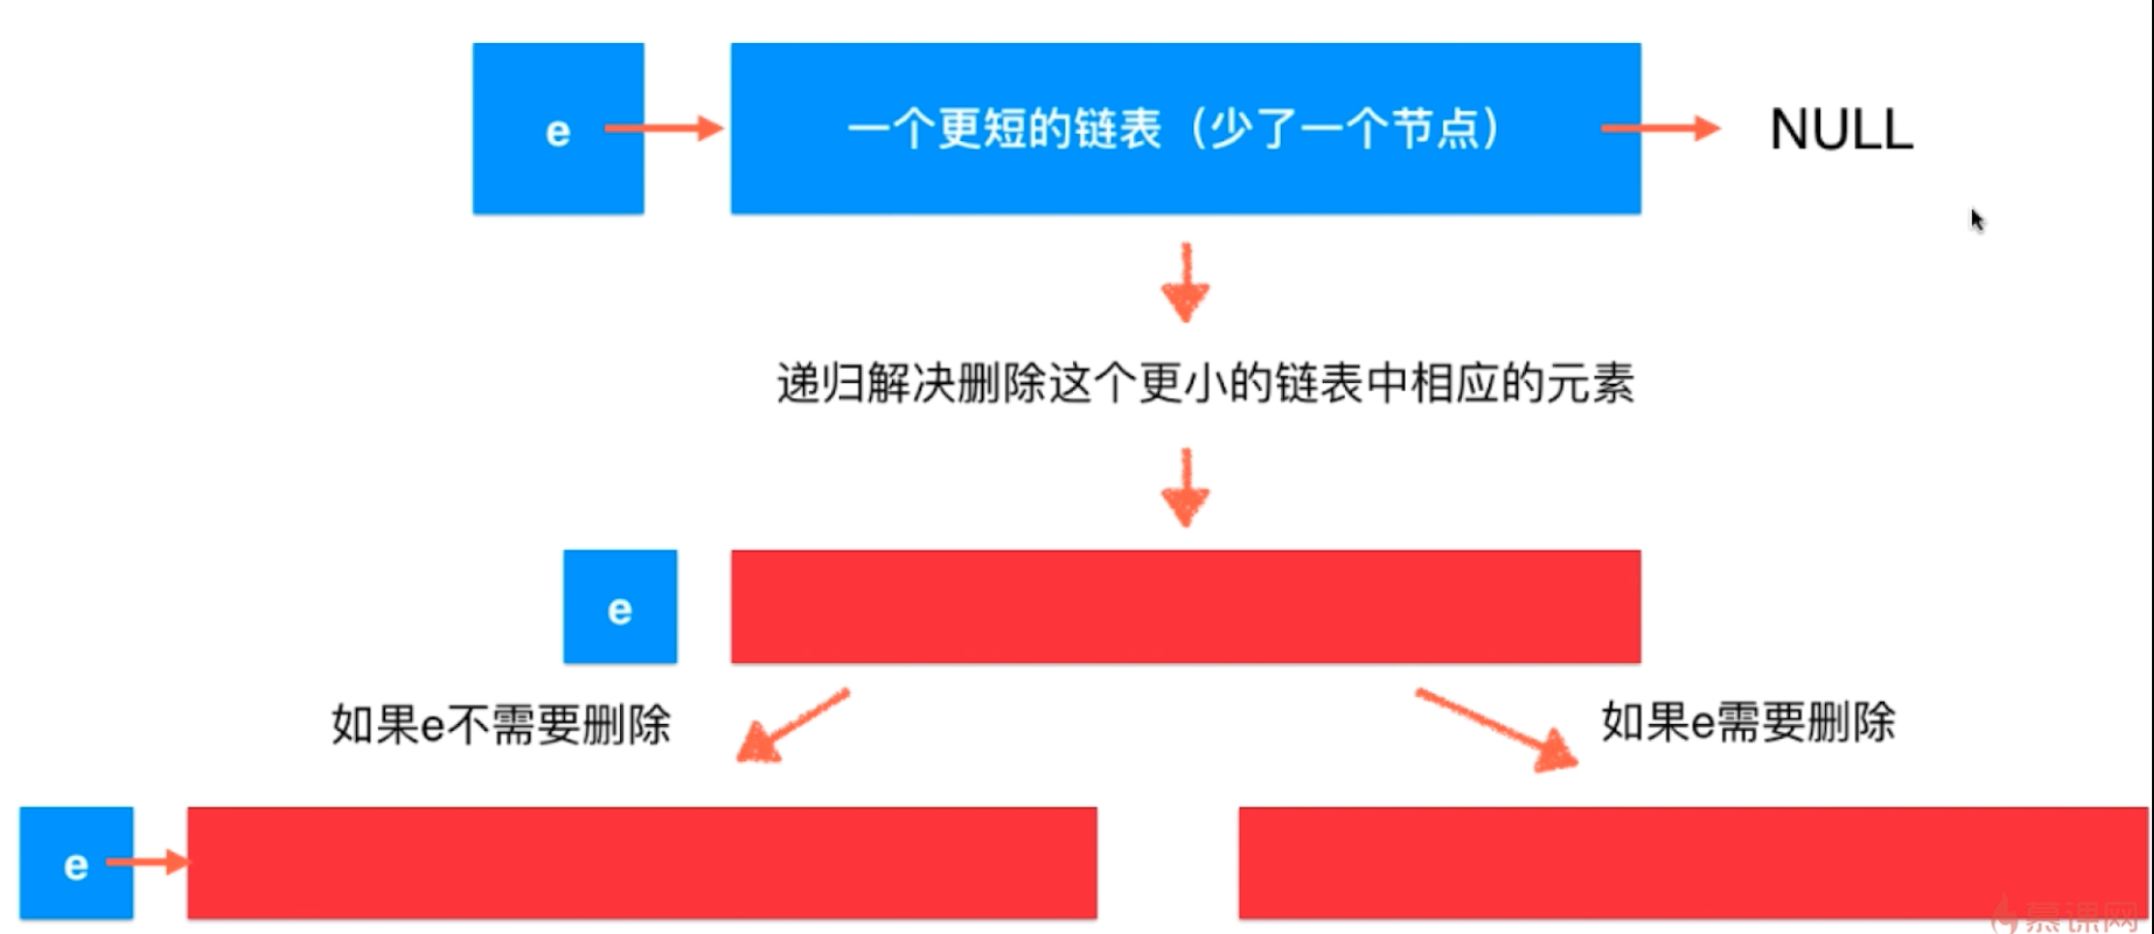 e
一个更短的链表（少了一个节点）
NULL
递归解决删除这个更小的链表中相应的元素
e
如果e不需要删除
如果e需要删除
e
慕课网